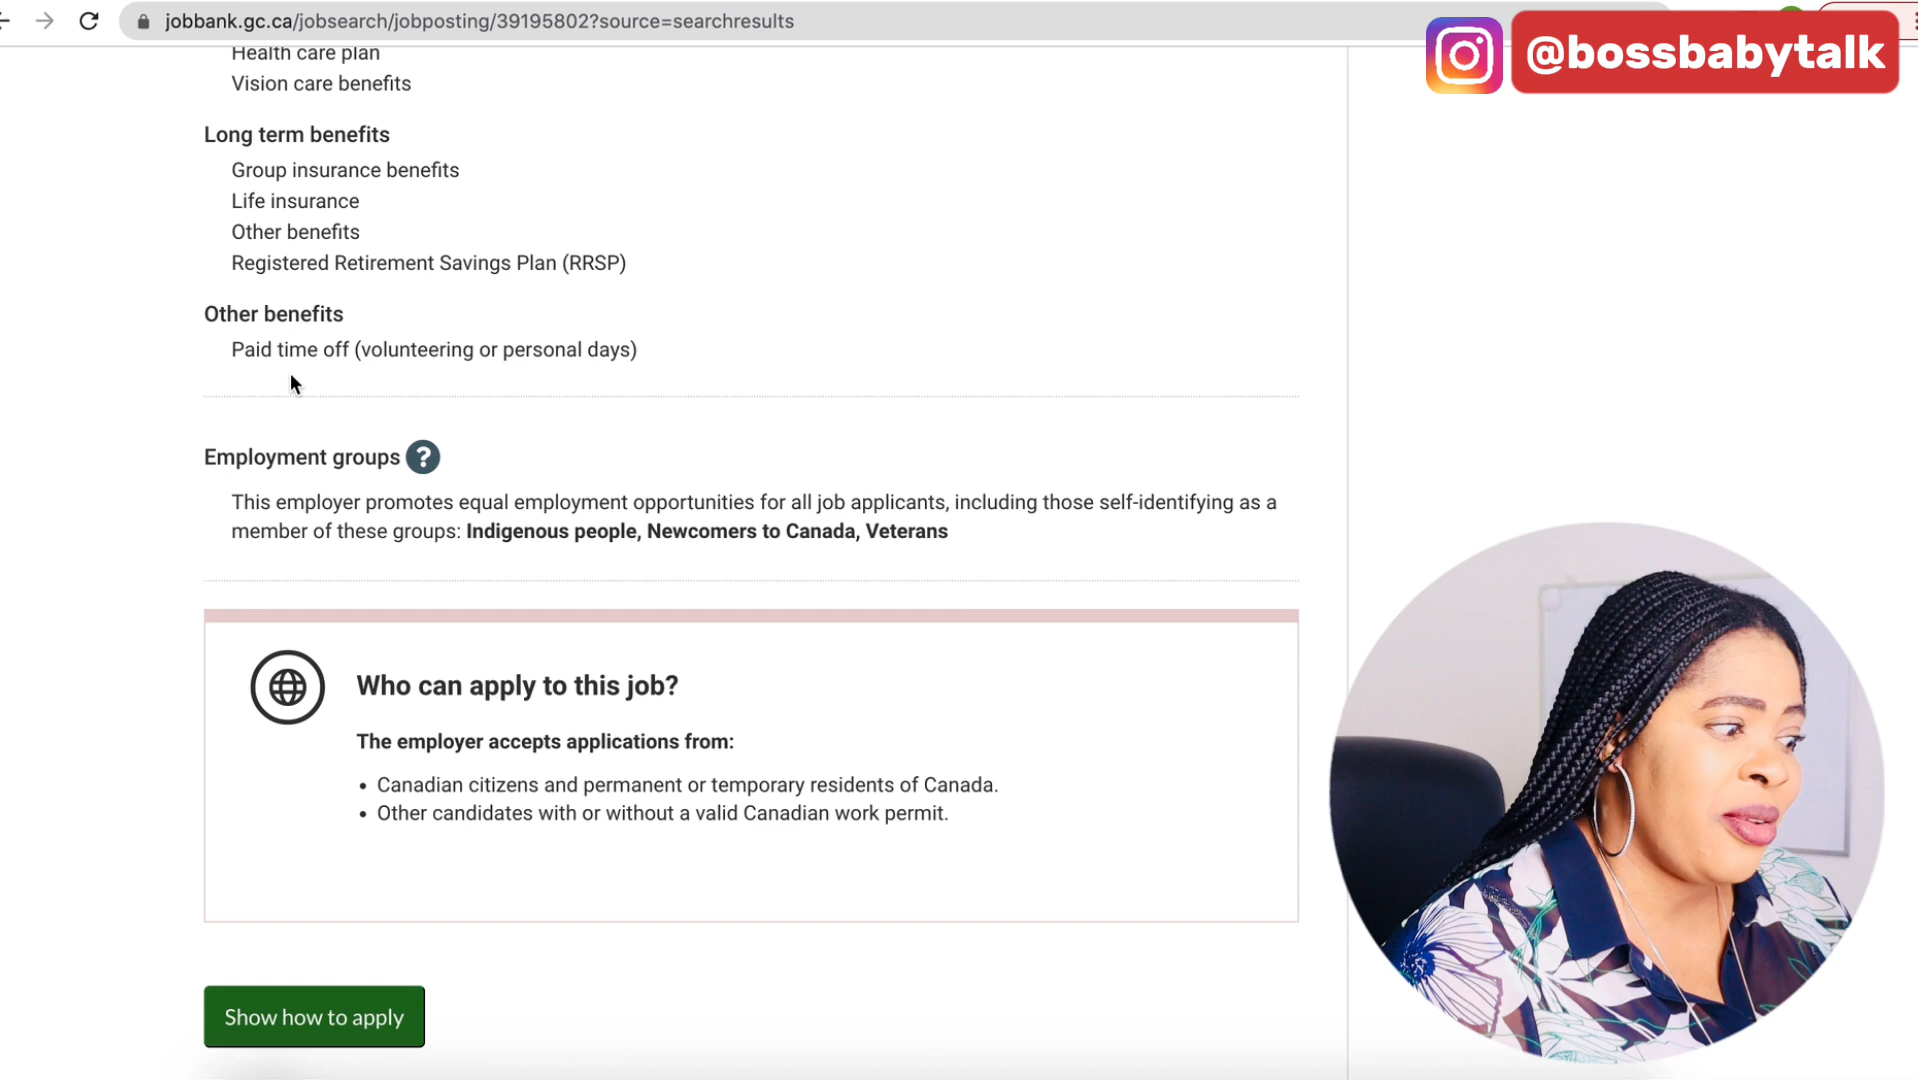 jobbank.gc.ca/jobsearch/jobposting/39195802?source=searchresults
@bossbabytalk
Health care plan
Vision care benefits
Long term benefits
Group insurance benefits
Life insurance
Other benefits
Registered Retirement Savings Plan (RRSP)
Other benefits
Paid time off (volunteering or personal days)
Employment groups ?
This employer promotes equal employment opportunities for all job applicants, including those self-identifying as a
member of these groups: Indigenous people, Newcomers to Canada, Veterans
Who can apply to this job?
The employer accepts applications from:
• Canadian citizens and permanent or temporary residents of Canada.
• Other candidates with or without a valid Canadian work permit.
Show how to apply